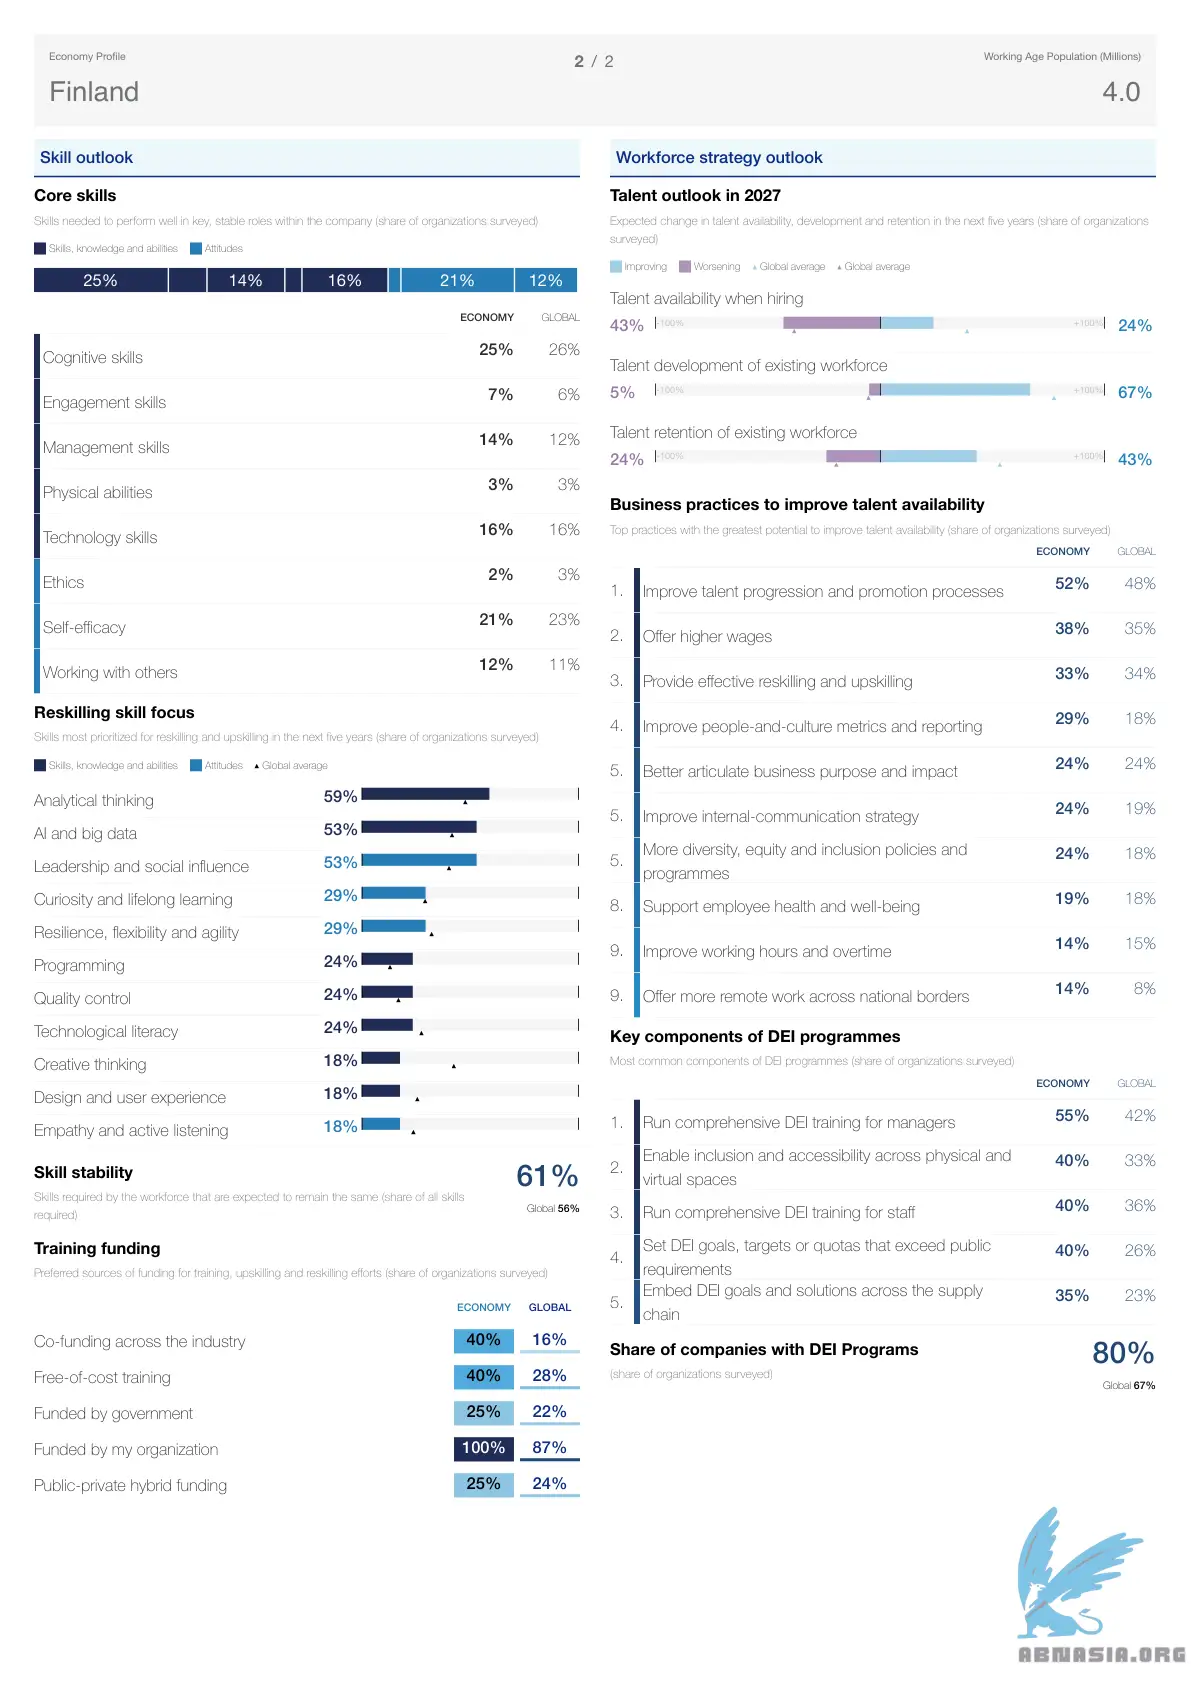 Economy Profile
2 / 2
Working Age Population (Millions)
Finland
4.0
Skill outlook
Core skills
Skills needed to perform well in key, stable roles within the company (share of organizations surveyed)
Skills, knowledge and abilities Attitudes
25% 14% 16% 21% 12%
ECONOMY GLOBAL
Cognitive skills 25% 26%
Engagement skills 7% 6%
Management skills 14% 12%
Physical abilities 3% 3%
Technology skills 16% 16%
Ethics 2% 3%
Self-efficacy 21% 23%
Working with others 12% 11%
Reskilling skill focus
Skills most prioritized for reskilling and upskilling in the next five years (share of organizations surveyed)
Skills, knowledge and abilities Attitudes Global average
Analytical thinking 59%
AI and big data 53%
Leadership and social influence 53%
Curiosity and lifelong learning 29%
Resilience, flexibility and agility 29%
Programming 24%
Quality control 24%
Technological literacy 24%
Creative thinking 18%
Design and user experience 18%
Empathy and active listening 18%
Skill stability 61%
Skills required by the workforce that are expected to remain the same (share of all skills
required)
Global 56%
Training funding
Preferred sources of funding for training, upskilling and reskilling efforts (share of organizations surveyed)
ECONOMY GLOBAL
Co-funding across the industry 40% 16%
Free-of-cost training 40% 28%
Funded by government 25% 22%
Funded by my organization 100% 87%
Public-private hybrid funding 25% 24%
Workforce strategy outlook
Talent outlook in 2027
Expected change in talent availability, development and retention in the next five years (share of organizations
surveyed)
Improving Worsening Global average Global average
Talent availability when hiring
43% -100% +100% 24%
Talent development of existing workforce
5% -100% +100% 67%
Talent retention of existing workforce
24% -100% +100% 43%
Business practices to improve talent availability
Top practices with the greatest potential to improve talent availability (share of organizations surveyed)
ECONOMY GLOBAL
1. Improve talent progression and promotion processes 52% 48%
2. Offer higher wages 38% 35%
3. Provide effective reskilling and upskilling 33% 34%
4. Improve people-and-culture metrics and reporting 29% 18%
5. Better articulate business purpose and impact 24% 24%
5. Improve internal-communication strategy 24% 19%
5. More diversity, equity and inclusion policies and
programmes 24% 18%
8. Support employee health and well-being 19% 18%
9. Improve working hours and overtime 14% 15%
9. Offer more remote work across national borders 14% 8%
Key components of DEI programmes
Most common components of DEI programmes (share of organizations surveyed)
ECONOMY GLOBAL
1. Run comprehensive DEI training for managers 55% 42%
2. Enable inclusion and accessibility across physical and
virtual spaces 40% 33%
3. Run comprehensive DEI training for staff 40% 36%
4. Set DEI goals, targets or quotas that exceed public
requirements 40% 26%
5. Embed DEI goals and solutions across the supply
chain 35% 23%
Share of companies with DEI Programs 80%
(share of organizations surveyed)
Global 67%
ABNASIA.ORG